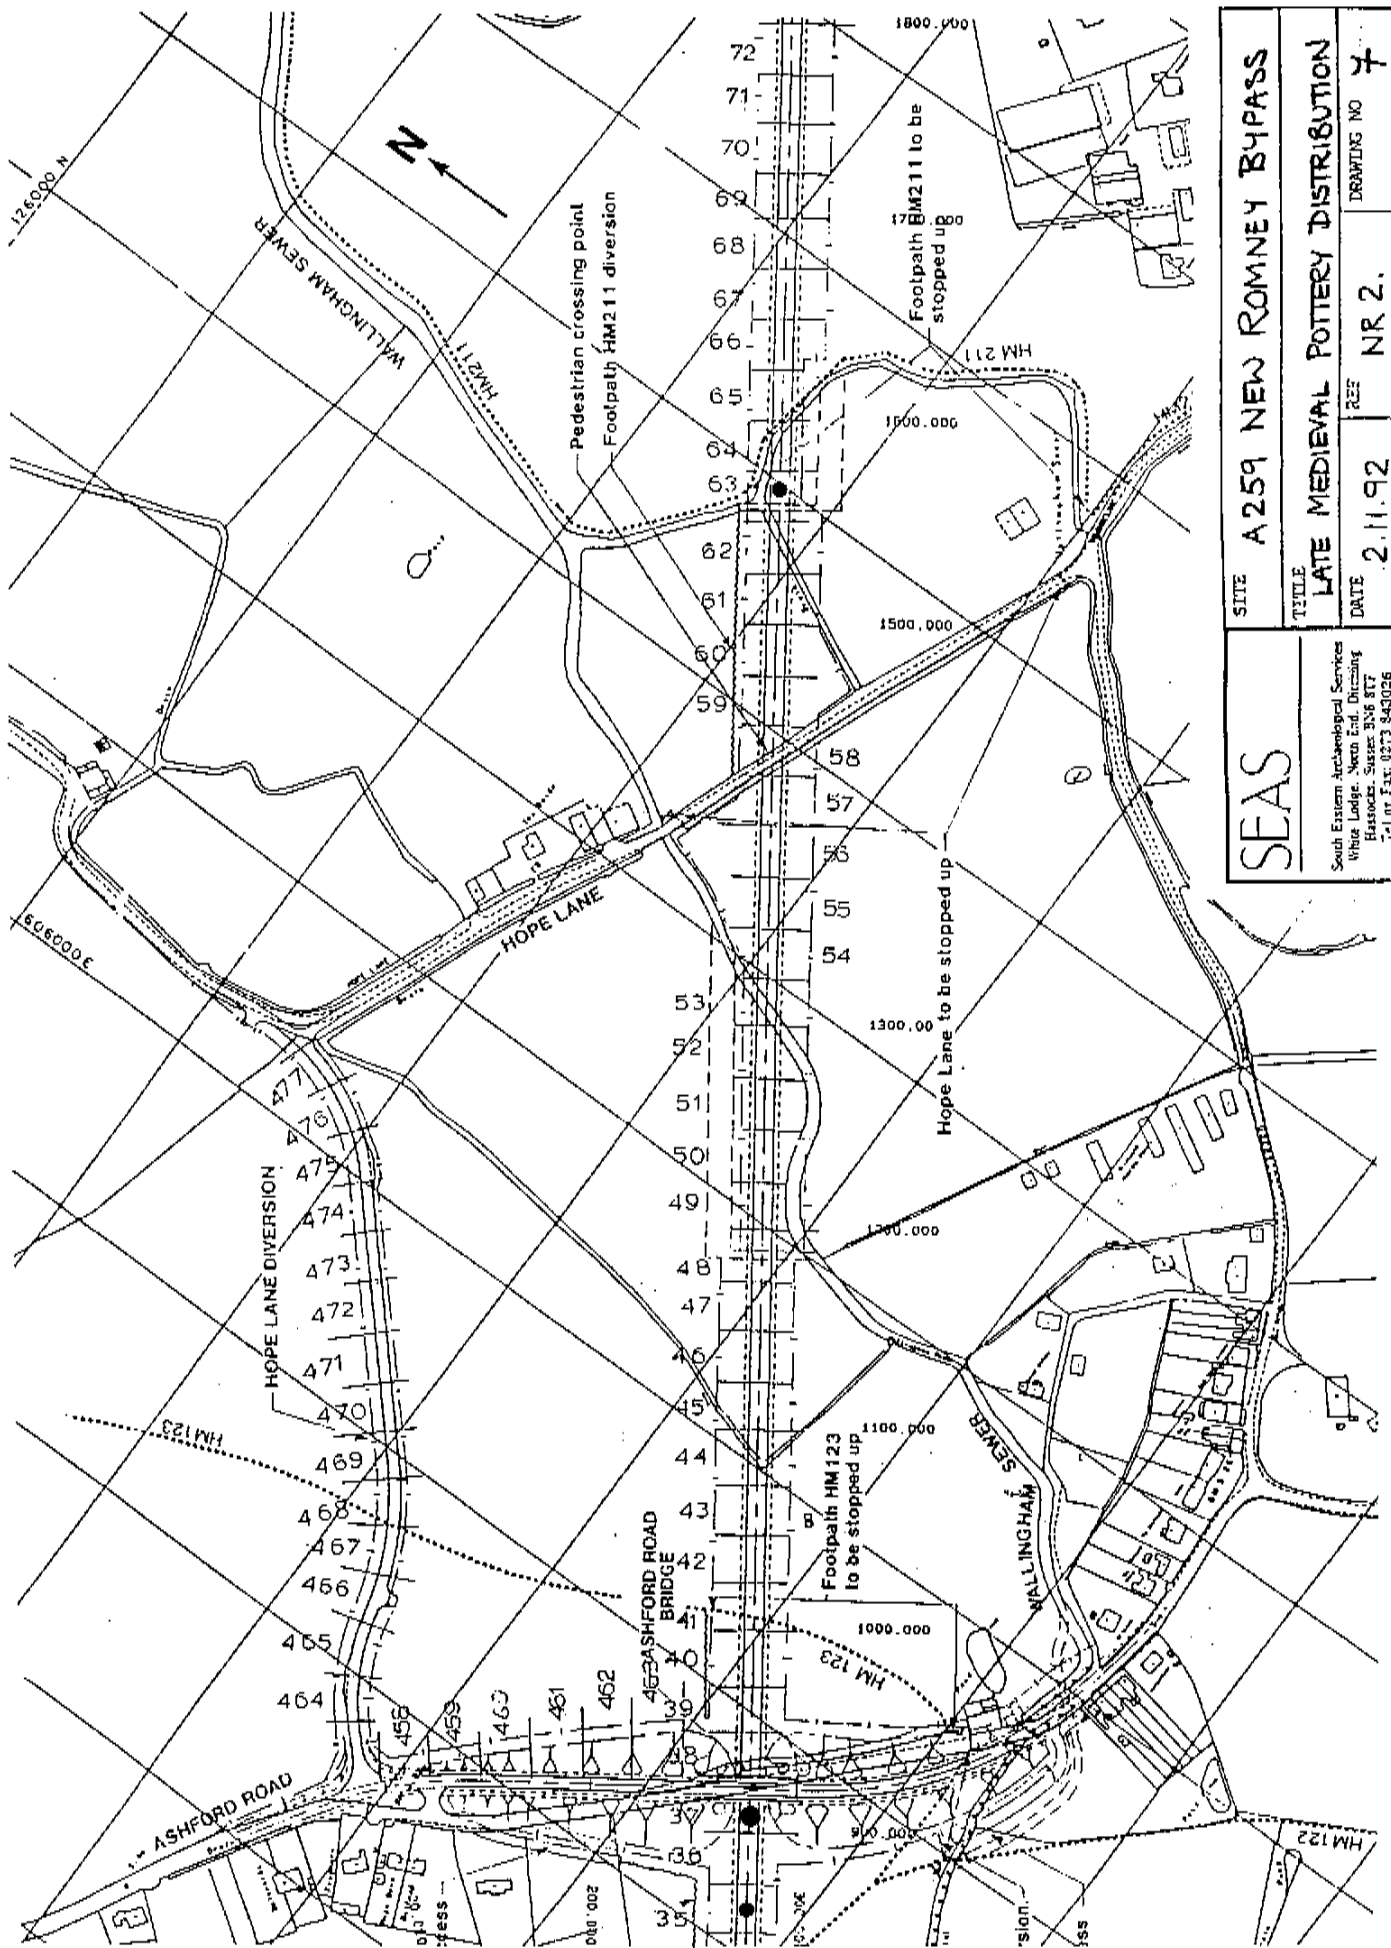 126000 N
N
WALLINGHAM SEWER
HM211
Pedestrian crossing point
Footpath HM211 diversion
72
71
70
69
68
67
66
65
64
63
62
61
60
59
58
57
56
55
54
53
52
51
50
49
48
47
46
45
44
43
42
41
40
39
38
36
35
1800.000
1700.000
1600.000
1500.000
1300.00
1200.000
1100.000
1000.000
Footpath HM211 to be
stopped up
HM 211
HOPE LANE
Hope Lane to be stopped up
HOPE LANE DIVERSION
477
476
475
474
473
472
471
470
469
468
467
466
465
464
458
459
460
461
462
463
ASHFORD ROAD
BRIDGE
HM123
Footpath HM123
to be stopped up
HM 123
WALLINGHAM
SEWER
ASHFORD ROAD
HM122
200.000
SEAS
South Eastern Archaeological Services
White Lodge, North End, Ditchling
Hassocks, Sussex
SITE A259 NEW ROMNEY BYPASS
TITLE
LATE MEDIEVAL POTTERY DISTRIBUTION
DATE 2.11.92
REF NR 2.
DRAWING NO 7